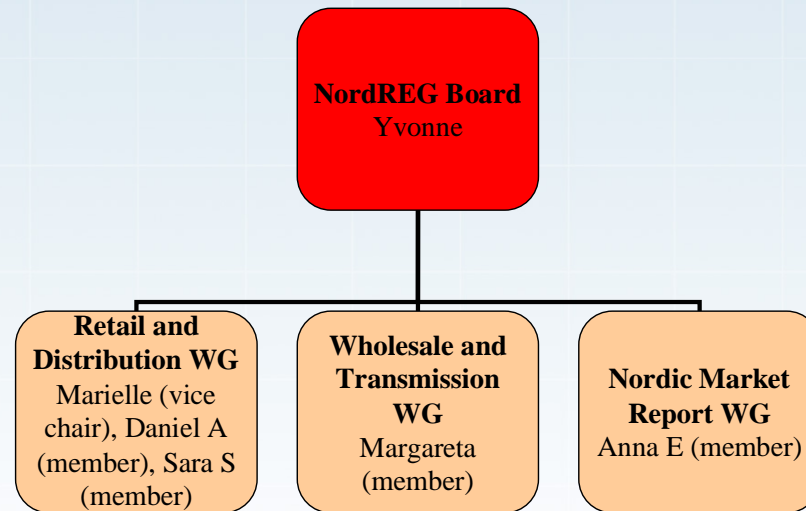 NordREG Board
Yvonne
Retail and
Distribution WG
Marielle (vice
chair), Daniel A
(member), Sara S
(member)
Wholesale and
Transmission
WG
Margareta
(member)
Nordic Market
Report WG
Anna E (member)